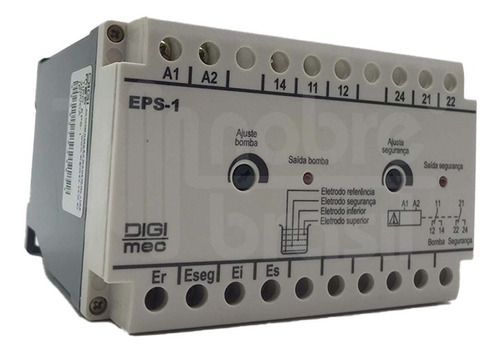 A1 A2 14 11 12 24 21 22
EPS-1
Ajuste
bomba
Saída bomba
Ajuste
segurança
Saída segurança
Eletrodo referência
Eletrodo segurança
Eletrodo inferior
Eletrodo superior
A1 A2 11 21
12 14 22 24
Bomba Segurança
DIGI
mec
Er Eseg Ei Es
nobre
brasil